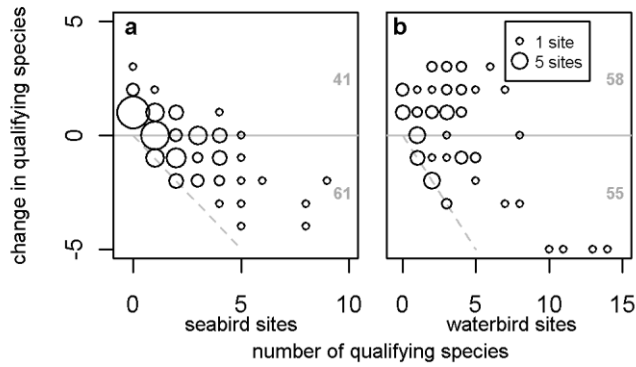 a
b
1 site
5 sites
5
0
-5
41
61
58
55
change in qualifying species
0 5 10
0 5 10 15
seabird sites
waterbird sites
number of qualifying species